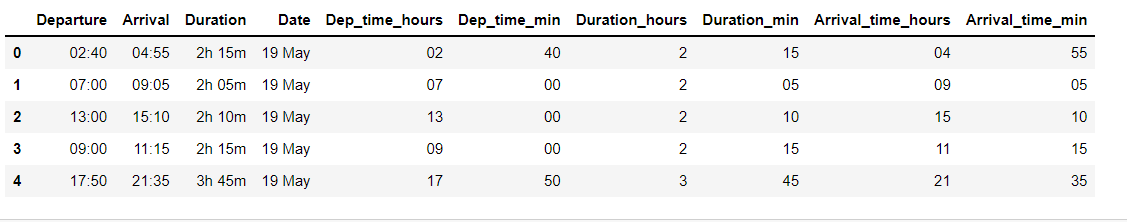 Departure Arrival Duration Date Dep_time_hours Dep_time_min Duration_hours Duration_min Arrival_time_hours Arrival_time_min
0 02:40 04:55 2h 15m 19 May 02 40 2 15 04 55
1 07:00 09:05 2h 05m 19 May 07 00 2 05 09 05
2 13:00 15:10 2h 10m 19 May 13 00 2 10 15 10
3 09:00 11:15 2h 15m 19 May 09 00 2 15 11 15
4 17:50 21:35 3h 45m 19 May 17 50 3 45 21 35